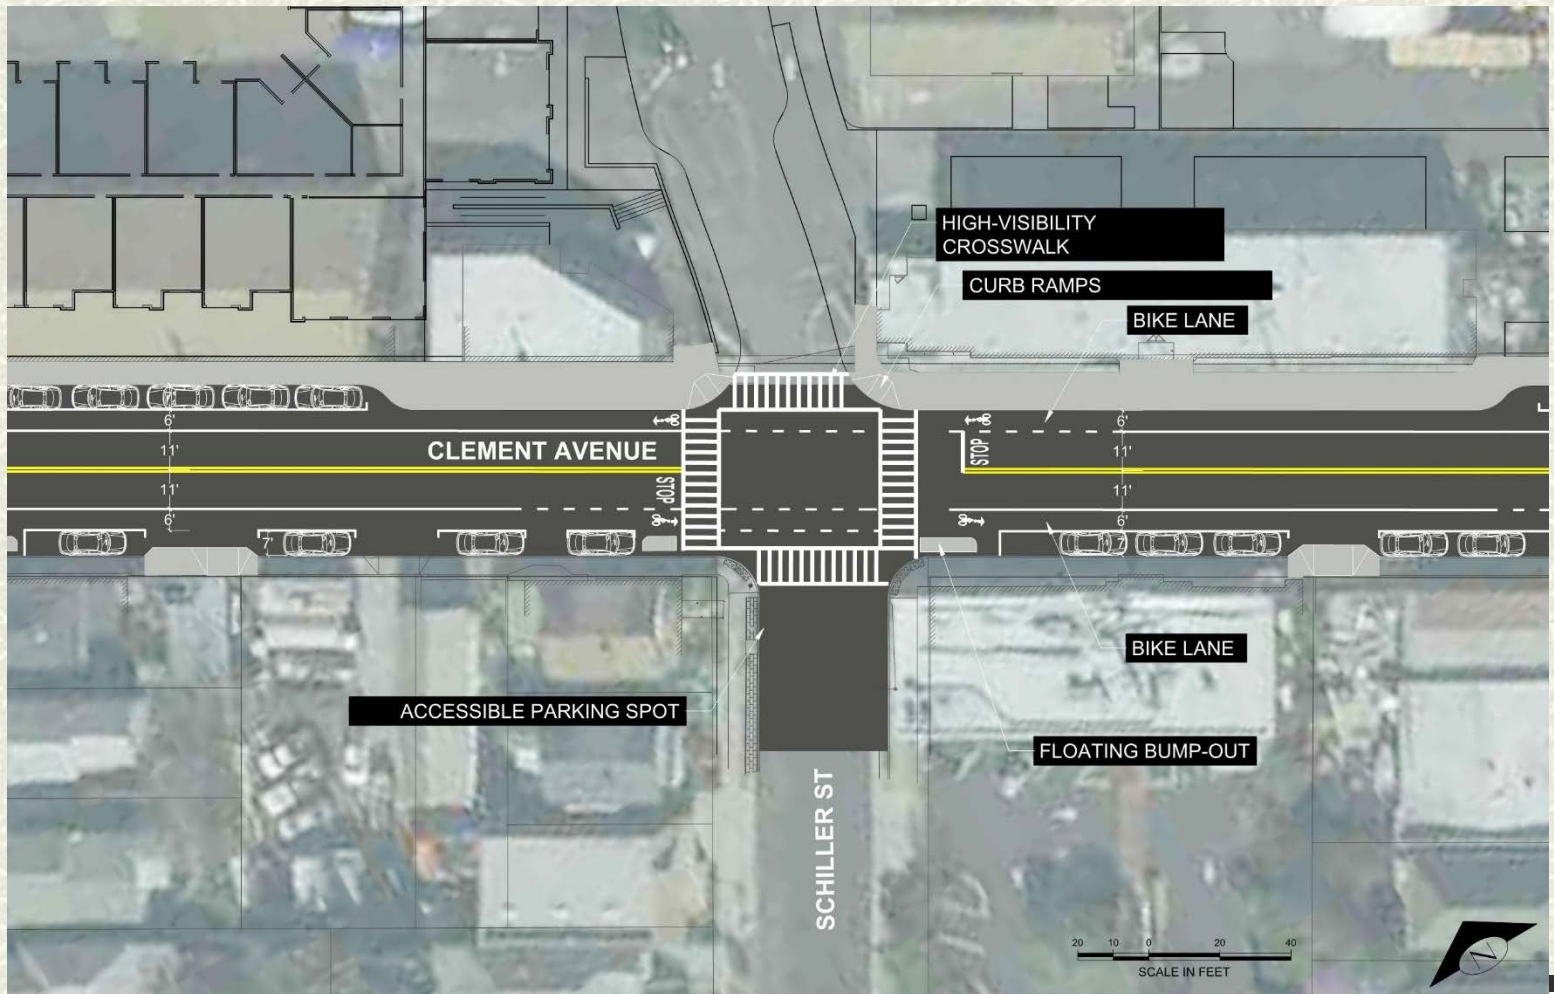 HIGH-VISIBILITY
CROSSWALK
CURB RAMPS
BIKE LANE
6'
6'
CLEMENT AVENUE
11'
11'
STOP
STOP
11'
11'
6'
6'
7'
BIKE LANE
ACCESSIBLE PARKING SPOT
FLOATING BUMP-OUT
SCHILLER ST
20 10 0 20 40
SCALE IN FEET
N